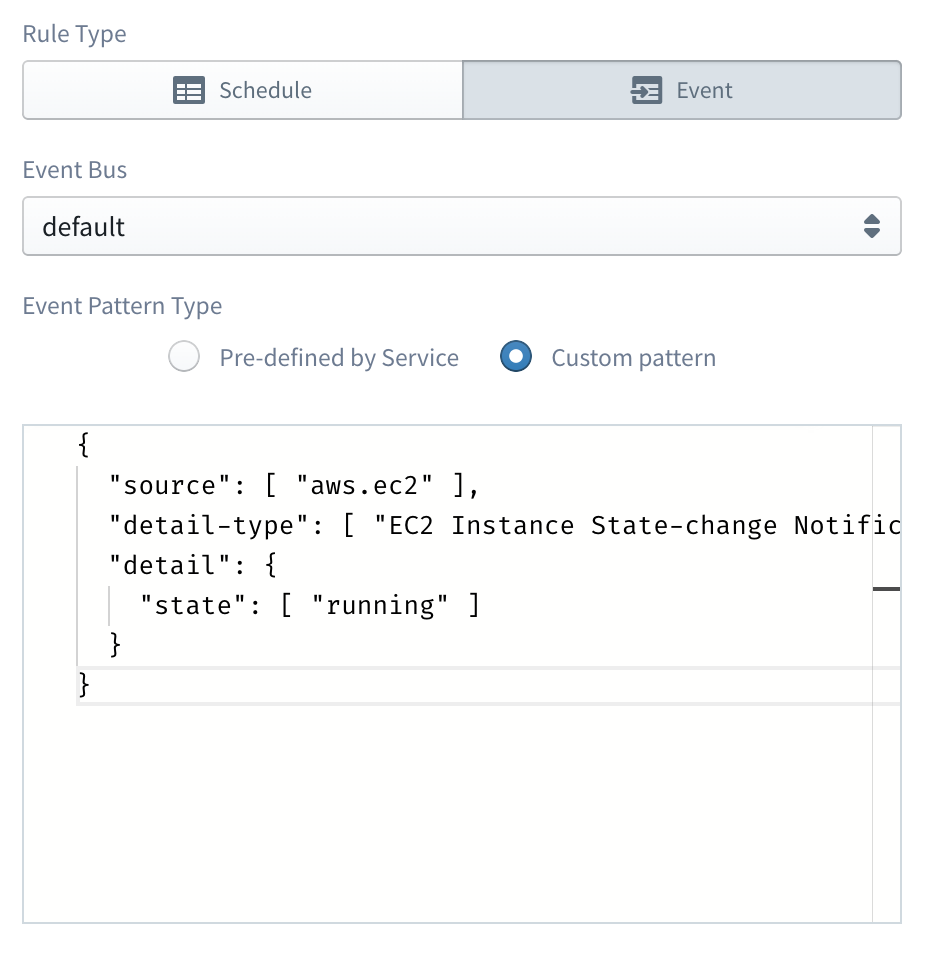 Rule Type
Schedule Event
Event Bus
default
Event Pattern Type
Pre-defined by Service Custom pattern
{
  "source": [ "aws.ec2" ],
  "detail-type": [ "EC2 Instance State-change Notific
  "detail": {
    "state": [ "running" ]
  }
}